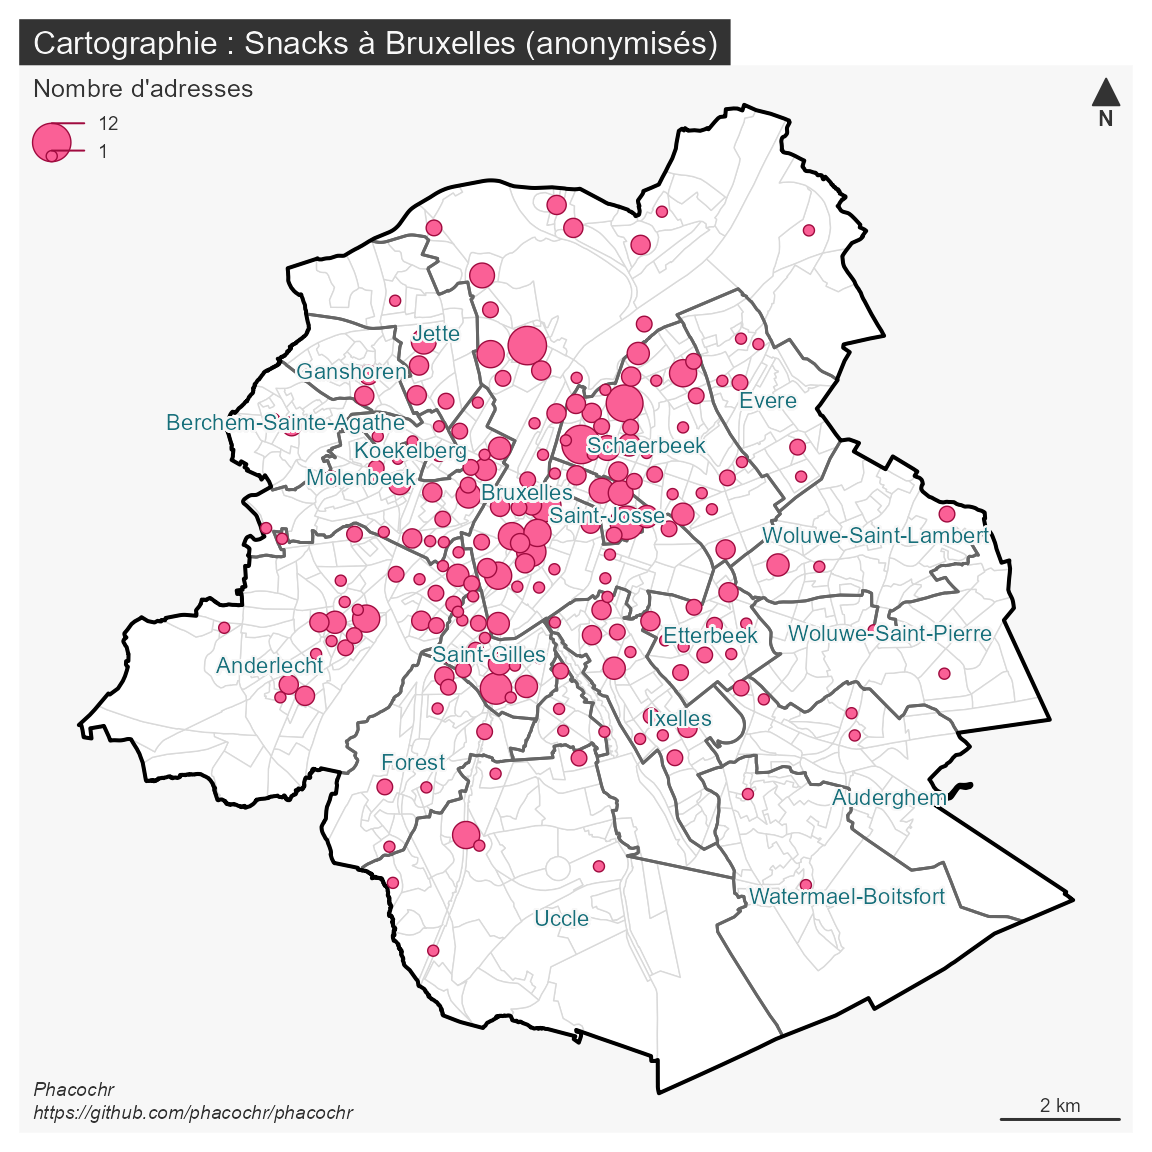 Cartographie : Snacks à Bruxelles (anonymisés)
Nombre d'adresses
12
1
N
Jette
Ganshoren
Berchem-Sainte-Agathe
Evere
Koekelberg
Schaerbeek
Molenbeek
Bruxelles
Saint-Josse
Woluwe-Saint-Lambert
Etterbeek
Woluwe-Saint-Pierre
Saint-Gilles
Anderlecht
Ixelles
Forest
Auderghem
Watermael-Boitsfort
Uccle
Phacochr
https://github.com/phacochr/phacochr
2 km